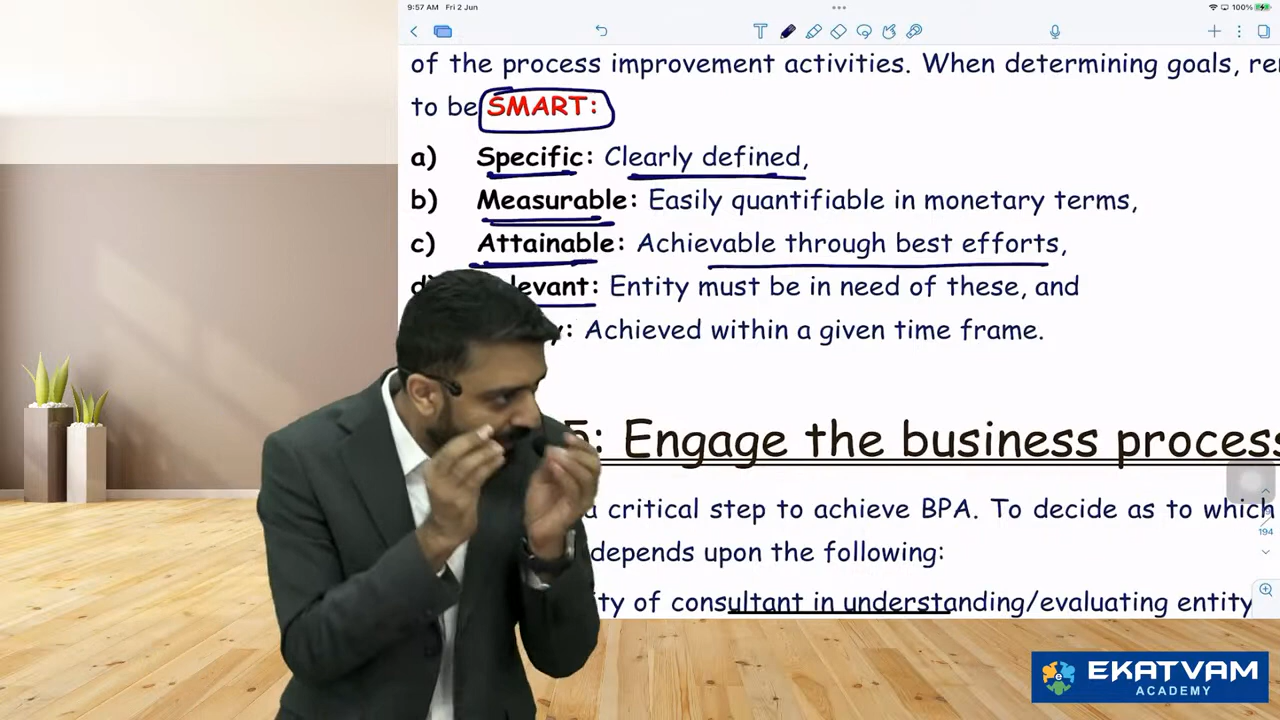 9:57 AM Fri 2 Jun
100%
of the process improvement activities. When determining goals,
to be SMART:
a) Specific: Clearly defined,
b) Measurable: Easily quantifiable in monetary terms,
c) Attainable: Achievable through best efforts,
Entity must be in need of these, and
Achieved within a given time frame.
5: Engage the business process
a critical step to achieve BPA. To decide as to which
194
depends upon the following:
of consultant in understanding/evaluating entity
EKATVAM
ACADEMY